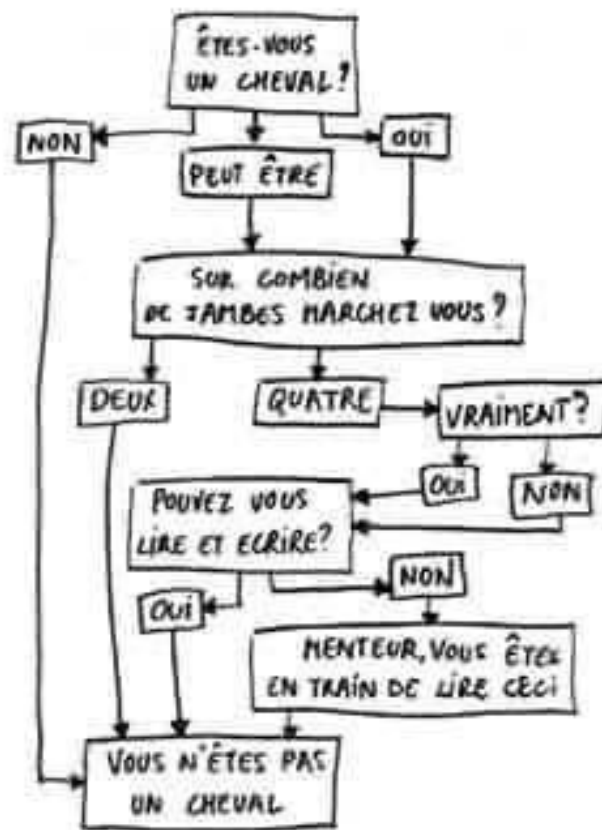 ÊTES-VOUS
UN CHEVAL?
NON
OUI
PEUT ÊTRE
SUR COMBIEN
DE JAMBES MARCHEZ VOUS?
DEUX
QUATRE
VRAIMENT?
OUI
NON
POUVEZ VOUS
LIRE ET ECRIRE?
NON
OUI
MENTEUR, VOUS ÊTES
EN TRAIN DE LIRE CECI
VOUS N'ÊTES PAS
UN CHEVAL